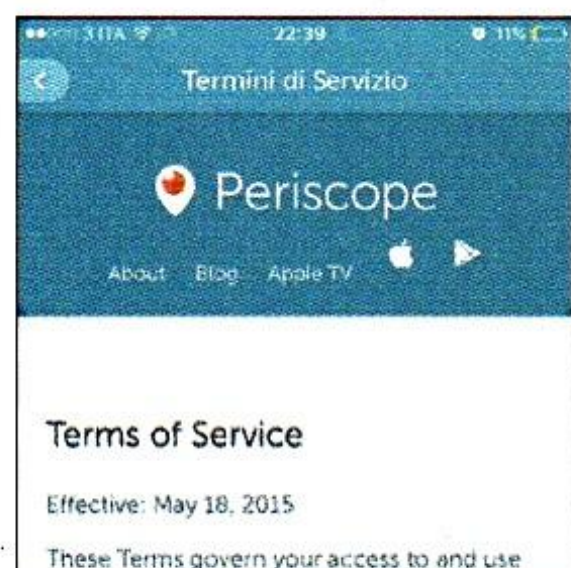 3 ITA 22:39 11%
Termini di Servizio
Periscope
About Blog Apple TV
Terms of Service
Effective: May 18, 2015
These Terms govern your access to and use